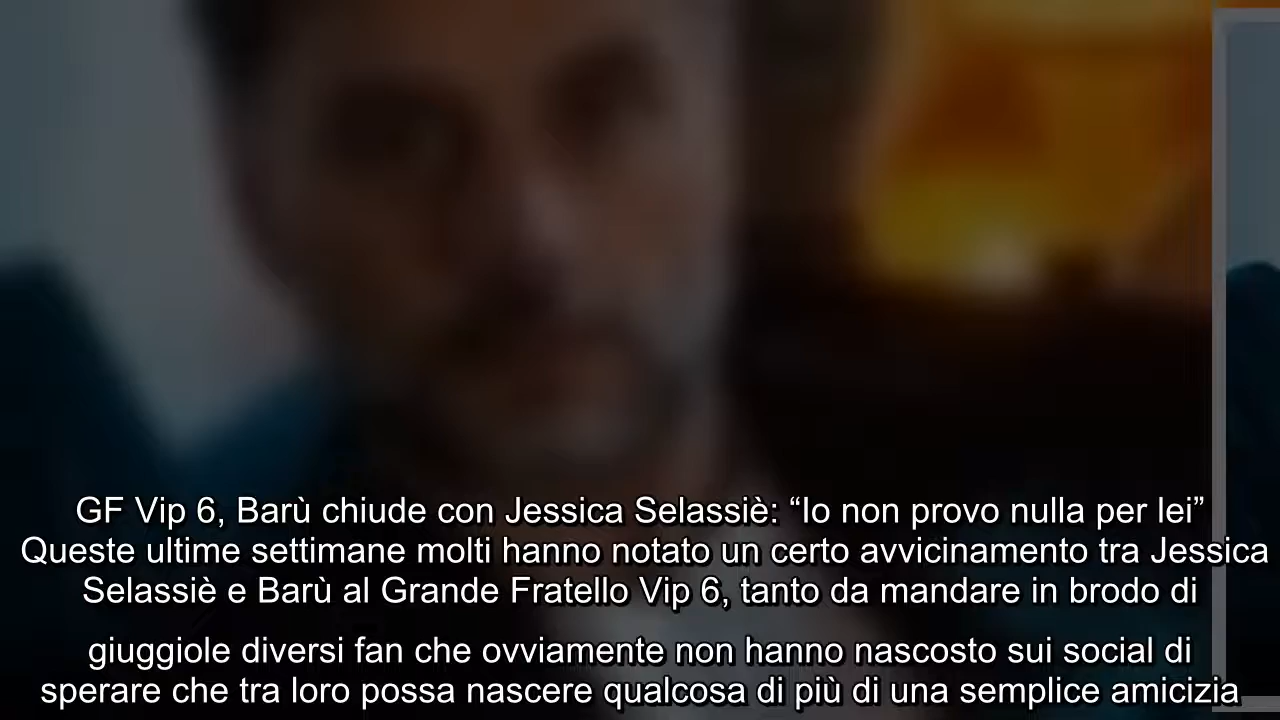 GF Vip 6, Barù chiude con Jessica Selassiè: “Io non provo nulla per lei”
Queste ultime settimane molti hanno notato un certo avvicinamento tra Jessica
Selassiè e Barù al Grande Fratello Vip 6, tanto da mandare in brodo di
giuggiole diversi fan che ovviamente non hanno nascosto sui social di
sperare che tra loro possa nascere qualcosa di più di una semplice amicizia